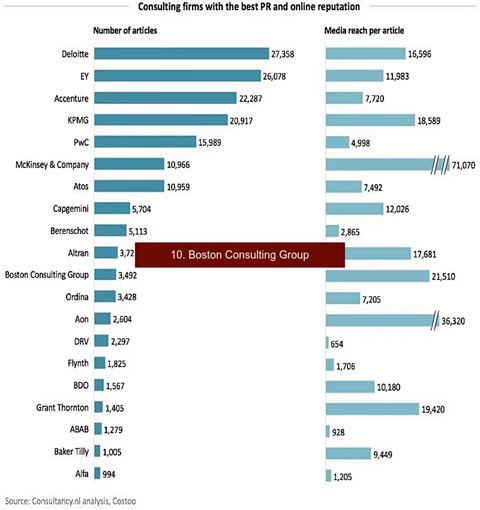 Consulting firms with the best PR and online reputation
Number of articles Media reach per article
Deloitte 27,358 16,596
EY 26,078 11,983
Accenture 22,287 7,720
KPMG 20,917 18,589
PwC 15,989 4,998
McKinsey & Company 10,966 71,070
Atos 10,959 7,492
Capgemini 5,704 12,026
Berenschot 5,113 2,865
Altran 3,72 10. Boston Consulting Group 17,681
Boston Consulting Group 3,492 21,510
Ordina 3,428 7,205
Aon 2,604 36,320
DRV 2,297 654
Flynth 1,825 1,706
BDO 1,567 10,180
Grant Thornton 1,405 19,420
ABAB 1,279 928
Baker Tilly 1,005 9,449
Alfa 994 1,205
Source: Consultancy.nl analysis, Costoo